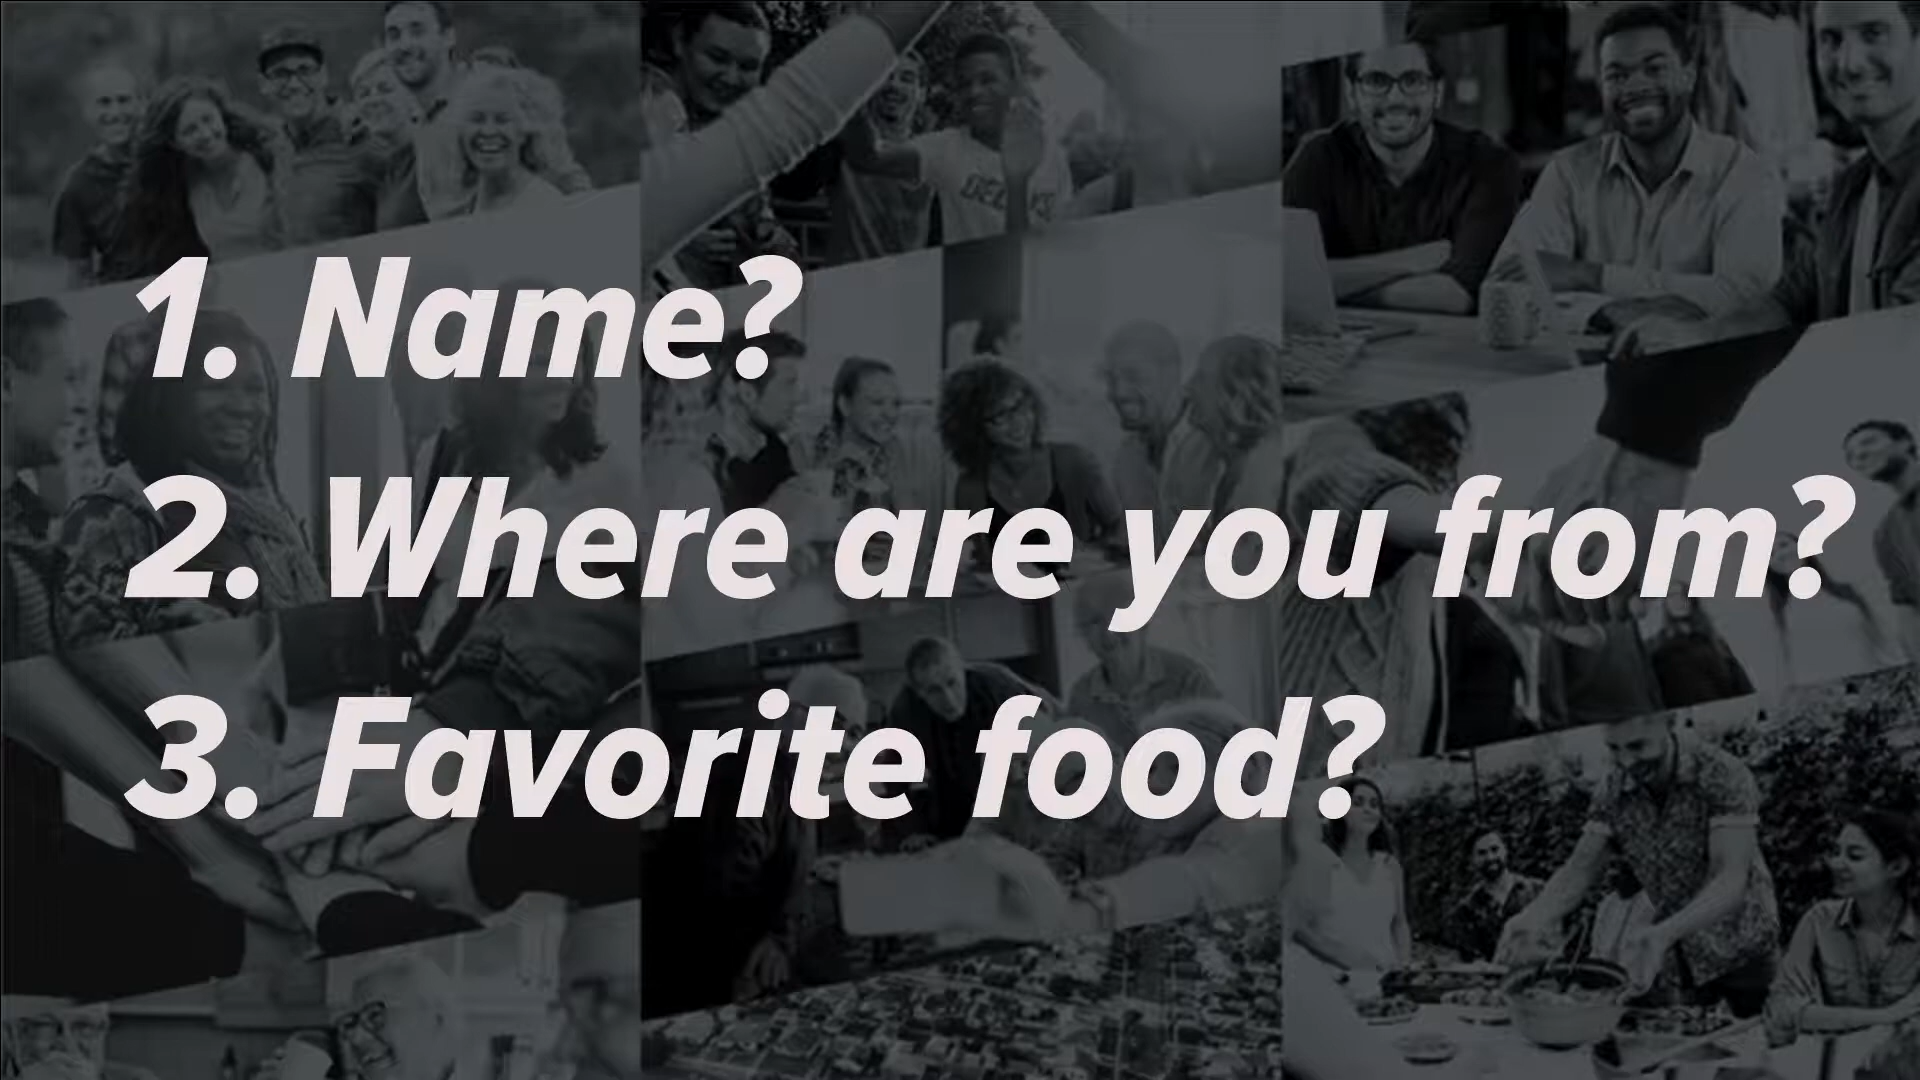 1. Name?
2. Where are you from?
3. Favorite food?